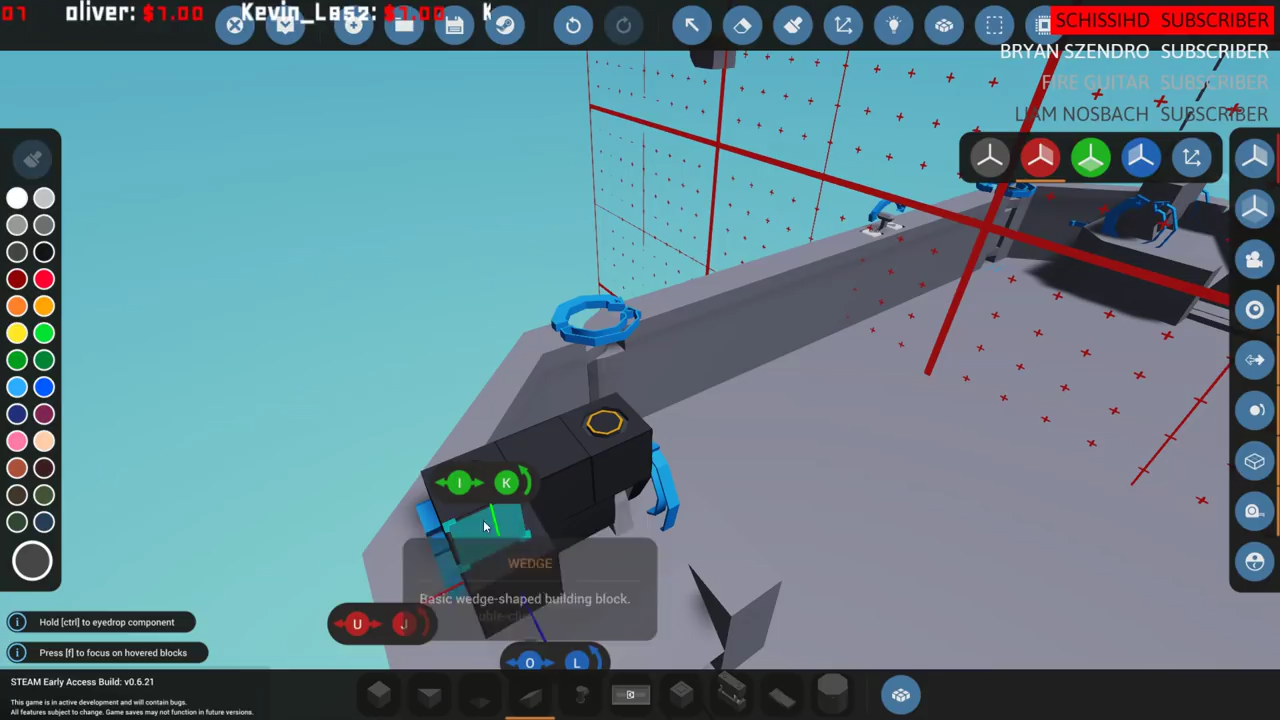 01 oliver: $1.00 Kevin_Lasz: $1.00 K
SCHISSIHD SUBSCRIBER
BRYAN SZENDRO SUBSCRIBER
FIRE GUITAR SUBSCRIBER
LIAM NOSBACH SUBSCRIBER
I K
WEDGE
Basic wedge-shaped building block.
U J
O L
Hold [ctrl] to eyedrop component
Press [f] to focus on hovered blocks
STEAM Early Access Build: v0.6.21
This game is in active development and will contain bugs.
All features subject to change. Game saves may not function in future versions.